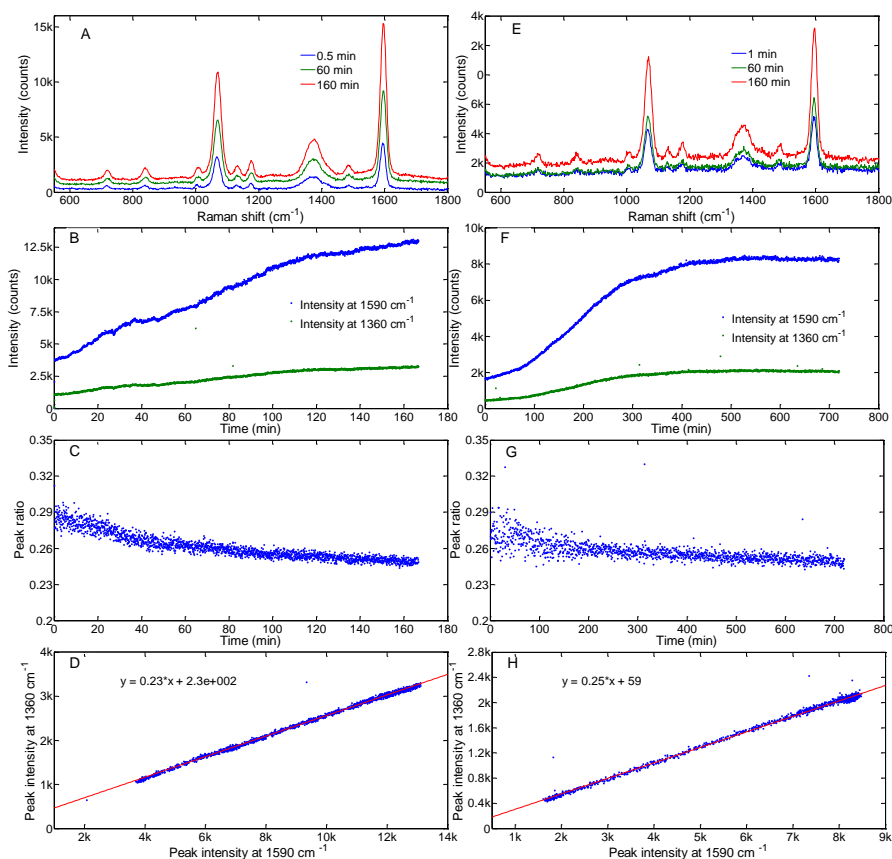 A
15k
10k
5k
0
Intensity (counts)
0.5 min
60 min
160 min
600 800 1000 1200 1400 1600 1800
Raman shift (cm-1)
E
4k
2k
0
8k
6k
4k
2k
Intensity (counts)
1 min
60 min
160 min
600 800 1000 1200 1400 1600 1800
Raman shift (cm-1)
B
12.5k
10k
7.5k
5k
2.5k
0
Intensity (counts)
Intensity at 1590 cm-1
Intensity at 1360 cm-1
0 20 40 60 80 100 120 140 160 180
Time (min)
F
10k
8k
6k
4k
2k
0
Intensity (counts)
Intensity at 1590 cm-1
Intensity at 1360 cm-1
0 100 200 300 400 500 600 700 800
Time (min)
C
0.35
0.32
0.29
0.26
0.23
0.2
Peak ratio
0 20 40 60 80 100 120 140 160 180
Time (min)
G
0.35
0.32
0.29
0.26
0.23
0.2
Peak ratio
0 100 200 300 400 500 600 700 800
Time (min)
D
4k
3k
2k
1k
0
Peak intensity at 1360 cm-1
y = 0.23*x + 2.3e+002
2k 4k 6k 8k 10k 12k 14k
Peak intensity at 1590 cm-1
H
2.8k
2.4k
2k
1.6k
1.2k
0.8k
0.4k
0
Peak intensity at 1360 cm-1
y = 0.25*x + 59
1k 2k 3k 4k 5k 6k 7k 8k 9k
Peak intensity at 1590 cm-1